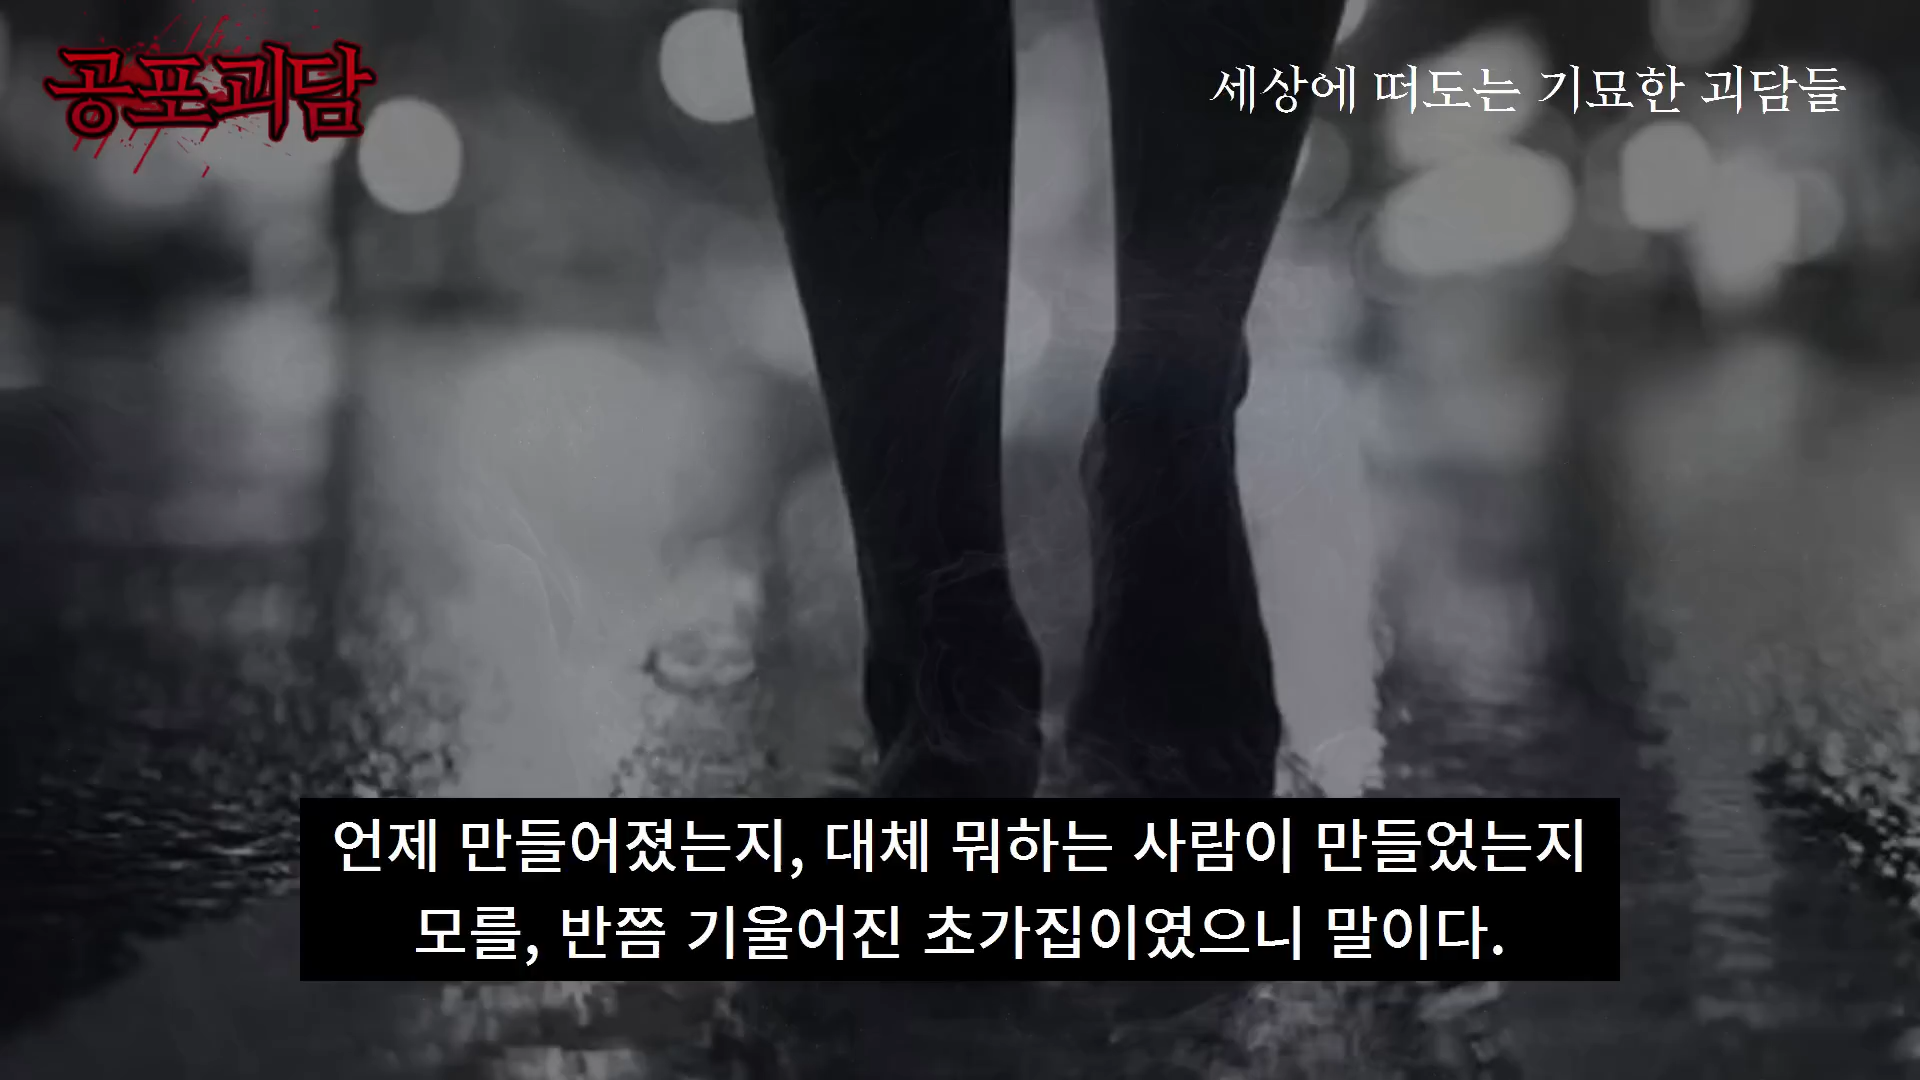 공포괴담
세상에 떠도는 기묘한 괴담들
언제 만들어졌는지, 대체 뭐하는 사람이 만들었는지
모를, 반쯤 기울어진 초가집이였으니 말이다.